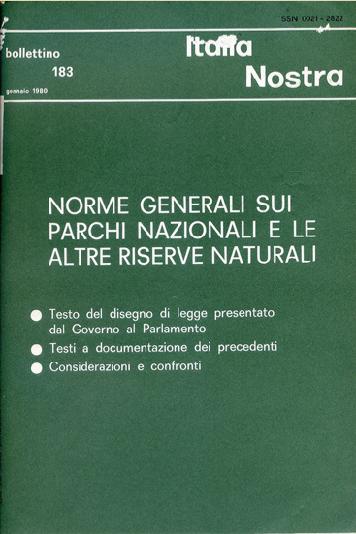 SSN 0021-2822
bollettino
183
gennaio 1980
Italia
Nostra
NORME GENERALI SUI
PARCHI NAZIONALI E LE
ALTRE RISERVE NATURALI
Testo del disegno di legge presentato
dal Governo al Parlamento
Testi a documentazione dei precedenti
Considerazioni e confronti